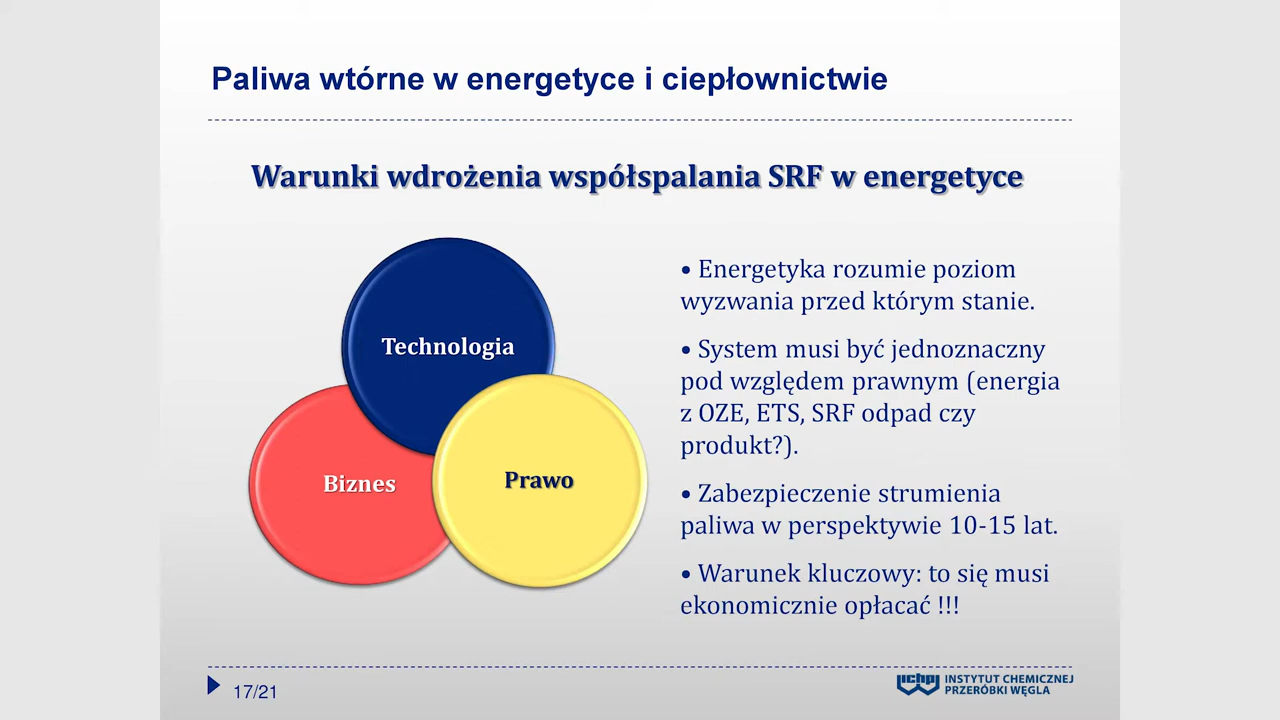 Paliwa wtórne w energetyce i ciepłownictwie
Warunki wdrożenia współspalania SRF w energetyce
Technologia
Biznes
Prawo
• Energetyka rozumie poziom
wyzwania przed którym stanie.
• System musi być jednoznaczny
pod względem prawnym (energia
z OZE, ETS, SRF odpad czy
produkt?).
• Zabezpieczenie strumienia
paliwa w perspektywie 10-15 lat.
• Warunek kluczowy: to się musi
ekonomicznie opłacać !!!
17/21
ichpw
INSTYTUT CHEMICZNEJ
PRZERÓBKI WĘGLA